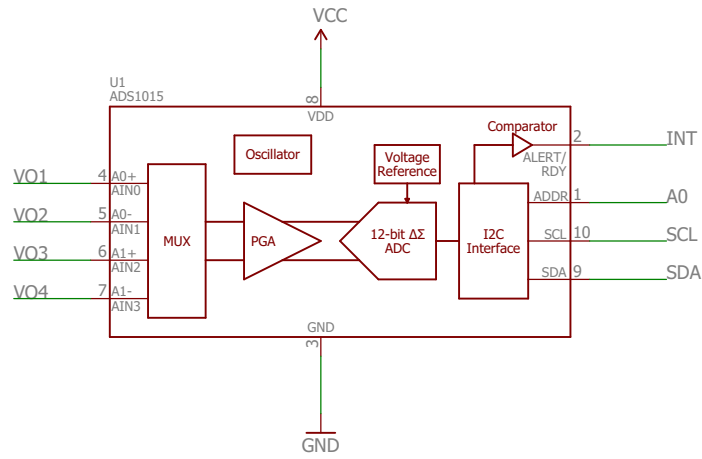 VCC
U1
ADS1015
8
VDD
Comparator
2
INT
ALERT/
RDY
Oscillator
Voltage
Reference
VO1
4
A0+
AIN0
ADDR
1
A0
VO2
5
A0-
AIN1
MUX
PGA
12-bit ΔΣ
ADC
I2C
Interface
SCL
10
SCL
VO3
6
A1+
AIN2
SDA
9
SDA
VO4
7
A1-
AIN3
GND
3
GND